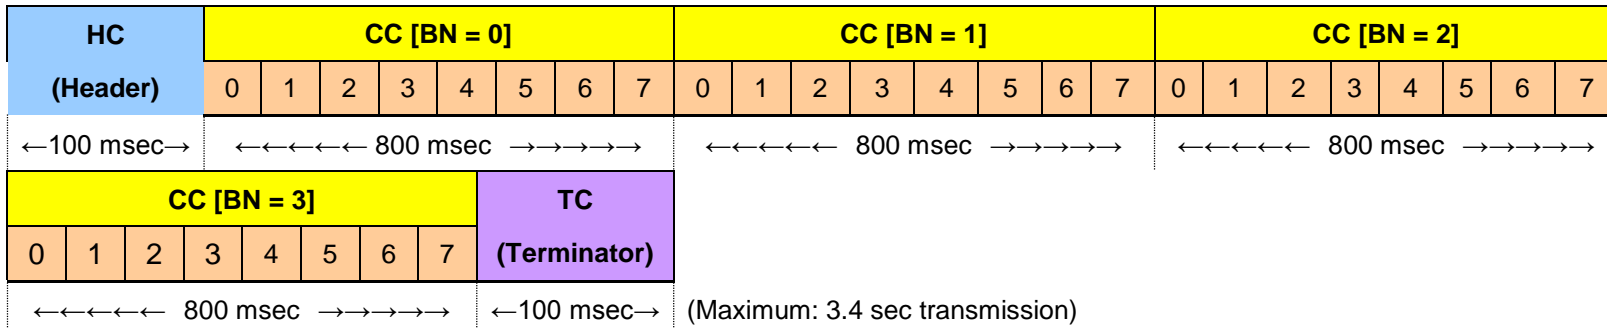 HC CC [BN = 0] CC [BN = 1] CC [BN = 2]
(Header) 0 1 2 3 4 5 6 7 0 1 2 3 4 5 6 7 0 1 2 3 4 5 6 7
←100 msec→ ←←←←← 800 msec →→→→→ ←←←←← 800 msec →→→→→ ←←←←← 800 msec →→→→→
CC [BN = 3] TC
0 1 2 3 4 5 6 7 (Terminator)
←←←←← 800 msec →→→→→ ←100 msec→ (Maximum: 3.4 sec transmission)